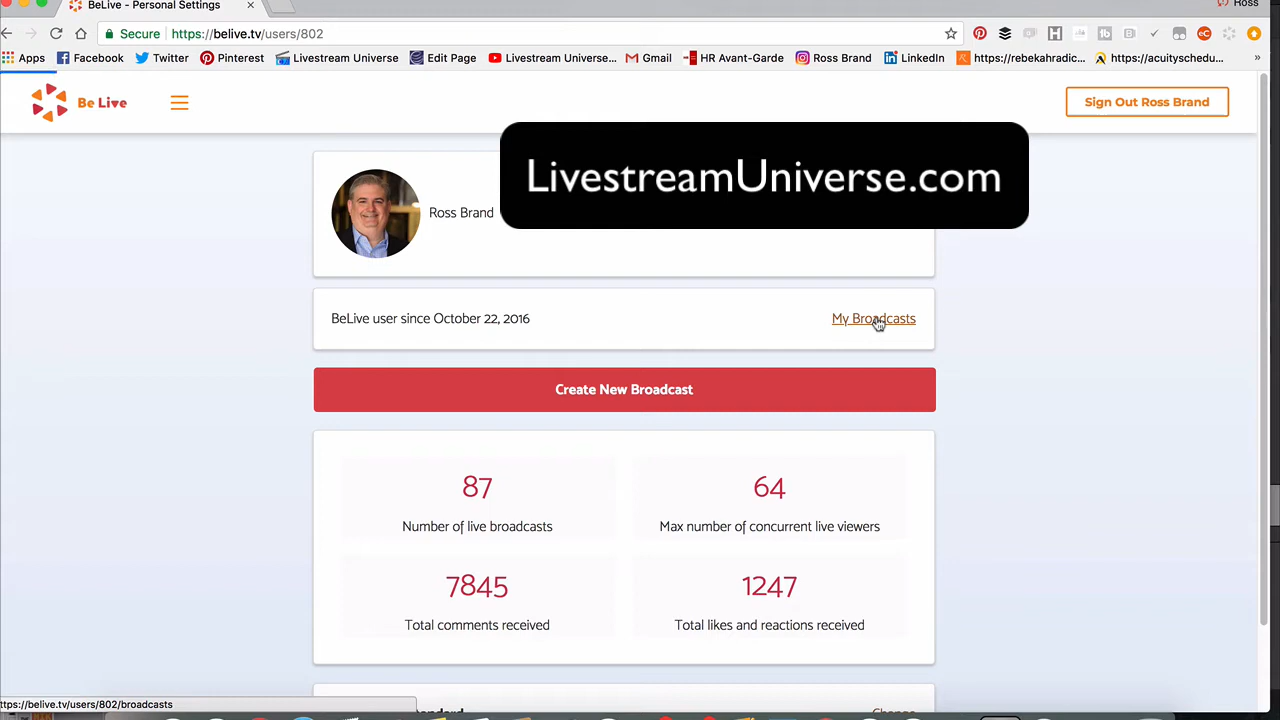 BeLive - Personal Settings
Ross
Secure https://belive.tv/users/802
Apps Facebook Twitter Pinterest Livestream Universe Edit Page Livestream Universe... Gmail HR Avant-Garde Ross Brand LinkedIn https://rebekahradic... https://acuityschedu... »
Be Live
Sign Out Ross Brand
LivestreamUniverse.com
Ross Brand
BeLive user since October 22, 2016
My Broadcasts
Create New Broadcast
87
Number of live broadcasts
64
Max number of concurrent live viewers
7845
Total comments received
1247
Total likes and reactions received
ttps://belive.tv/users/802/broadcasts